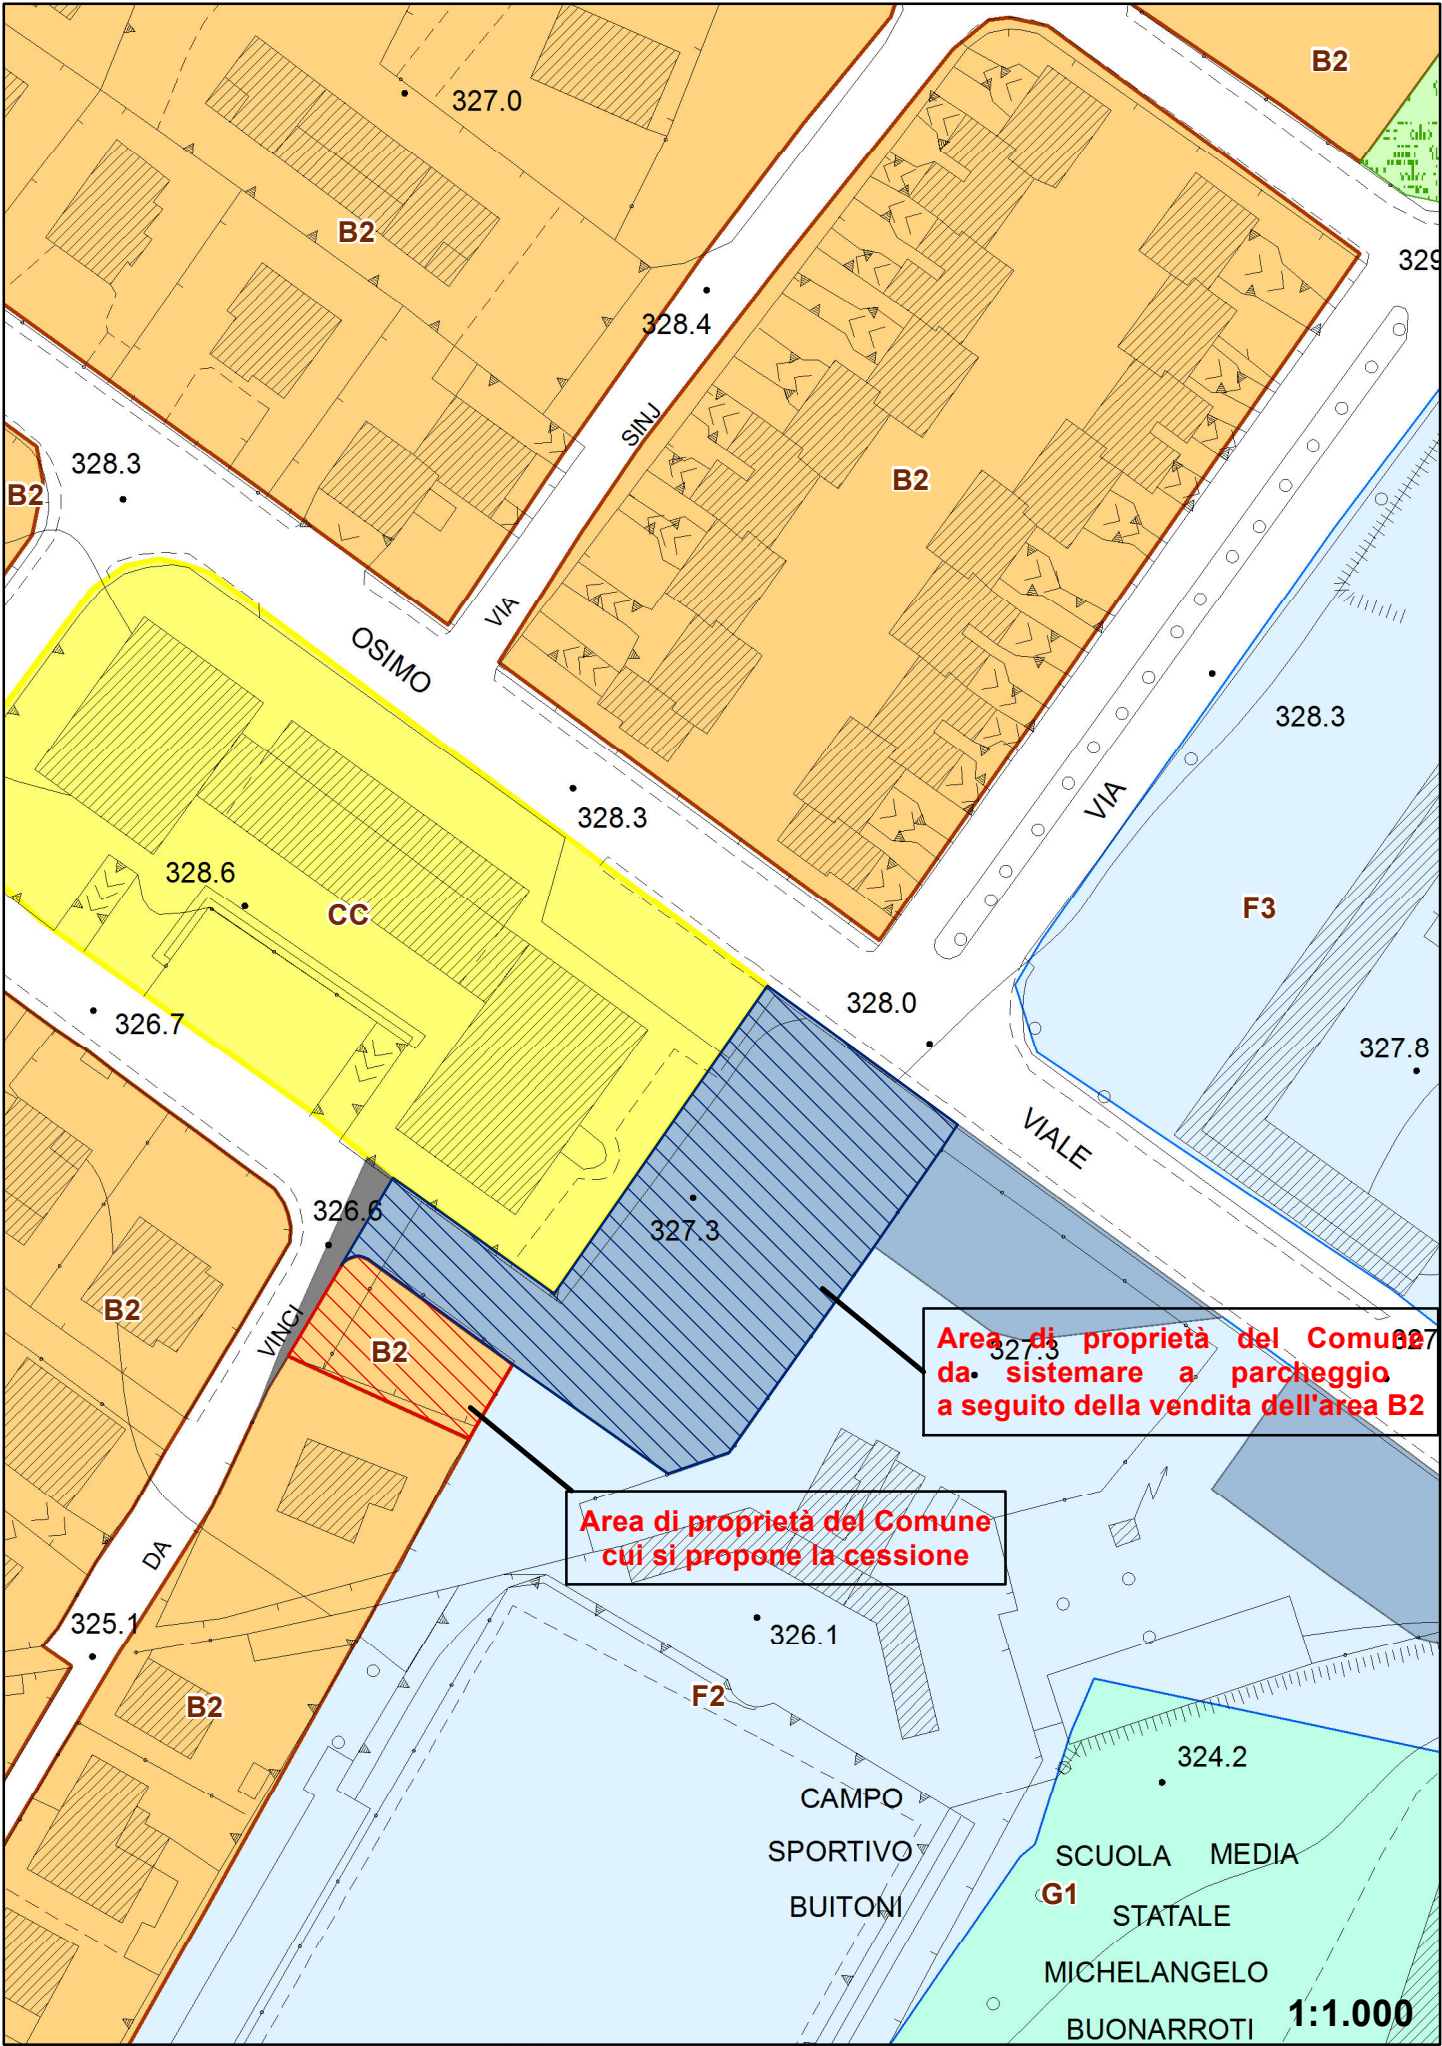 B2
327.0
B2
329
328.4
SINJ
328.3
B2
B2
VIA
OSIMO
328.3
VIA
328.3
328.6
CC
F3
328.0
326.7
327.8
VIALE
326.6
327.3
B2
VINCI
B2
Area di proprietà del Comune
da sistemare a parcheggio
a seguito della vendita dell'area B2
327.3
327
Area di proprietà del Comune
cui si propone la cessione
DA
325.1
326.1
B2
F2
324.2
CAMPO
SPORTIVO
BUITONI
SCUOLA MEDIA
G1
STATALE
MICHELANGELO
BUONARROTI
1:1.000